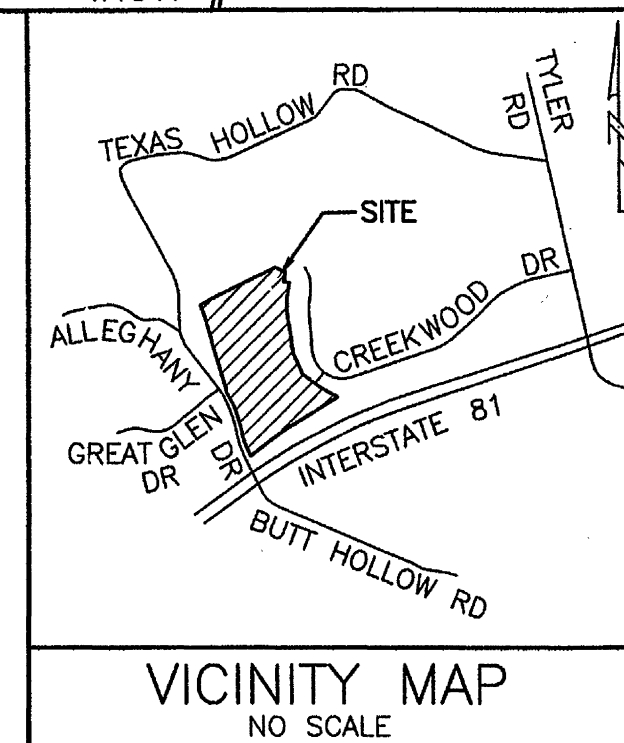 TEXAS HOLLOW RD
TYLER
RD
SITE
CREEKWOOD DR
ALLEGHANY DR
GREAT GLEN
DR
INTERSTATE 81
BUTT HOLLOW RD
VICINITY MAP
NO SCALE